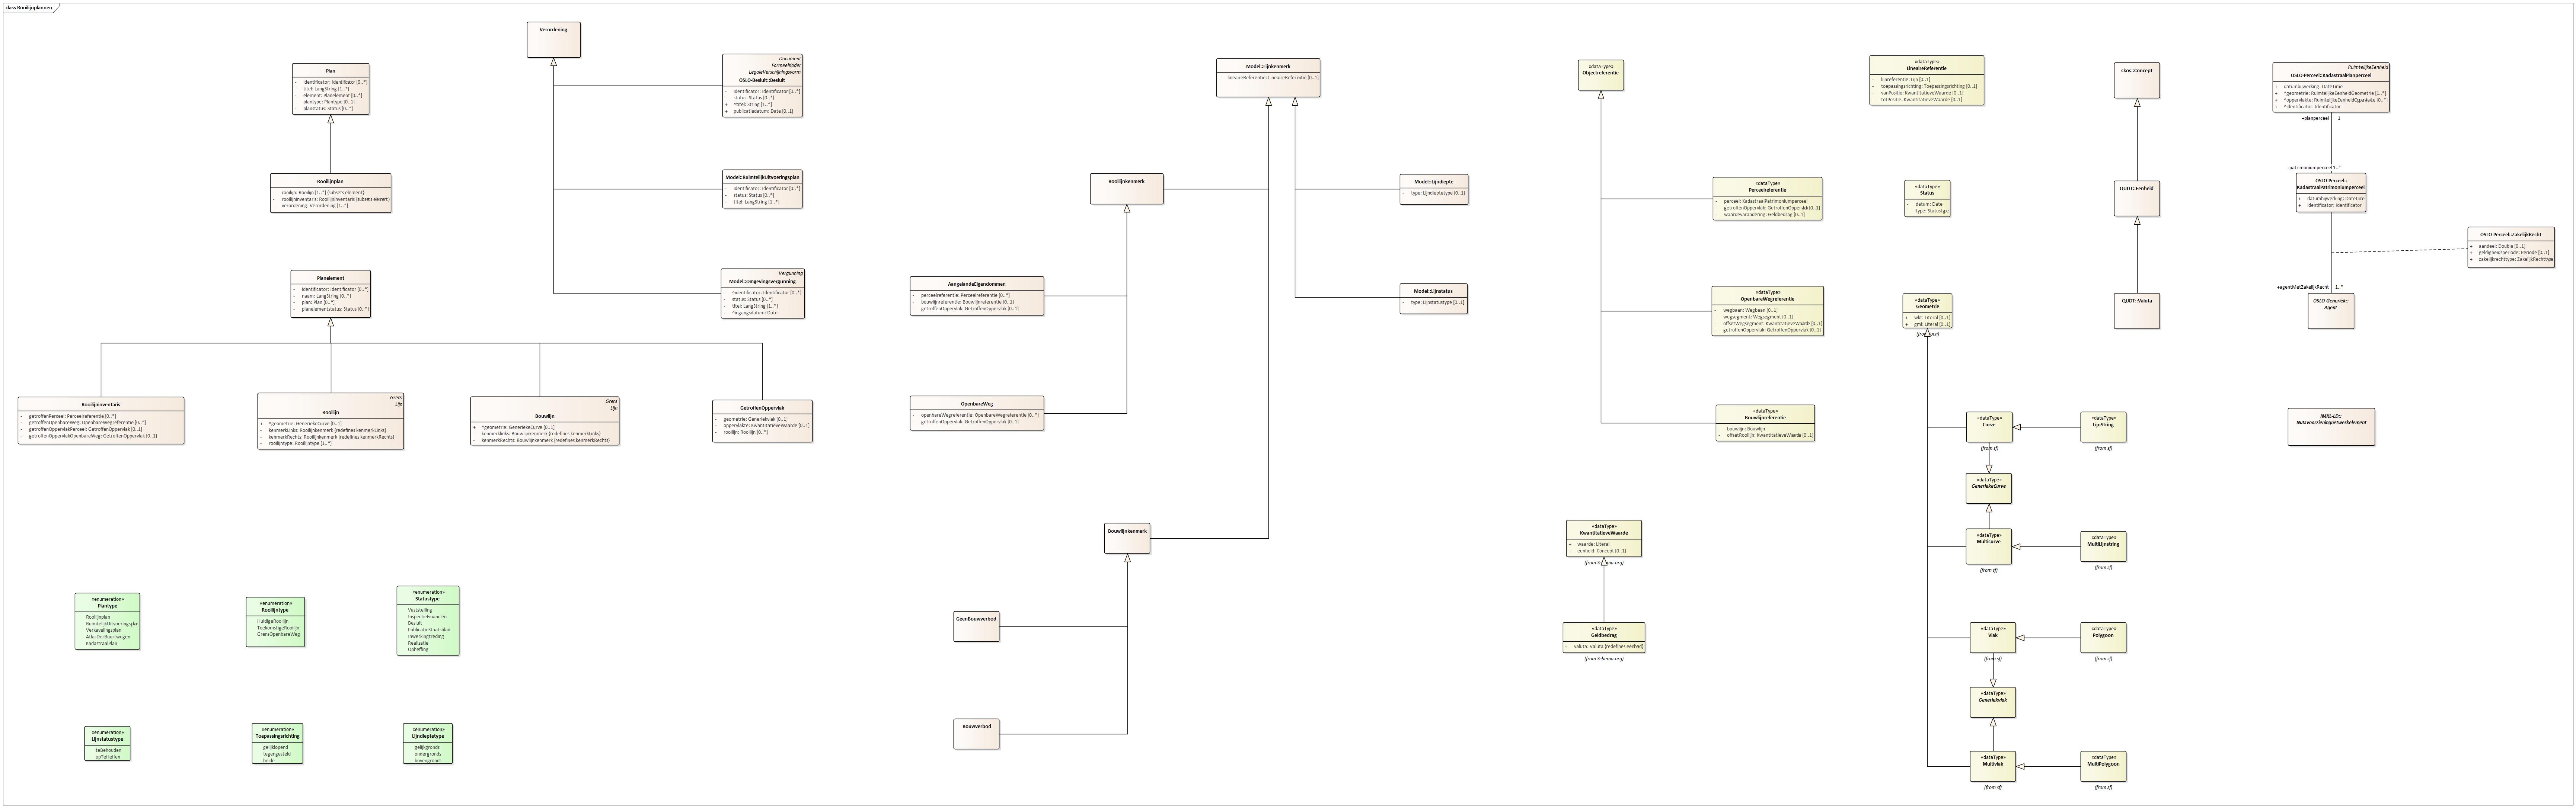 class Rooilijnplannen
Plan
- identificator: Identificator [0..*]
- titel: LangString [1..*]
- element: Planelement [0..*]
- plantype: Plantype [0..1]
- planstatus: Status [0..*]
Rooilijnplan
- rooilijn: Rooilijn [1..*] {subsets element}
- rooilijninventaris: Rooilijninventaris {subsets element}
- verordening: Verordening [1..*]
Planelement
- identificator: Identificator [0..*]
- naam: LangString [0..*]
- plan: Plan [0..*]
- planelementstatus: Status [0..*]
Rooilijninventaris
- getroffenPerceel: Perceelreferentie [0..*]
- getroffenOpenbareWeg: OpenbareWegreferentie [0..*]
- getroffenOppervlakPerceel: GetroffenOppervlak [0..1]
- getroffenOppervlakOpenbareWeg: GetroffenOppervlak [0..1]
Grens
Lijn
Rooilijn
+ ^geometrie: GeneriekeCurve [0..1]
- kenmerkLinks: Rooilijnkenmerk {redefines kenmerkLinks}
- kenmerkRechts: Rooilijnkenmerk {redefines kenmerkRechts}
- rooilijntype: Rooilijntype [1..*]
Grens
Lijn
Bouwlijn
+ ^geometrie: GeneriekeCurve [0..1]
- kenmerklinks: Bouwlijnkenmerk {redefines kenmerkLinks}
- kenmerkRechts: Bouwlijnkenmerk {redefines kenmerkRechts}
GetroffenOppervlak
- geometrie: Generiekvlak [0..1]
- oppervlakte: KwantitatieveWaarde [0..1]
- rooilijn: Rooilijn [0..*]
Verordening
Document
FormeelKader
LegaleVerschijningsvorm
OSLO-Besluit::Besluit
- identificator: Identificator [0..*]
- status: Status [0..*]
+ ^titel: String [1..*]
+ publicatiedatum: Date [0..1]
Model::RuimtelijkUitvoeringsplan
- identificator: Identificator [0..*]
- status: Status [0..*]
- titel: LangString [1..*]
Vergunning
Model::Omgevingsvergunning
- ^identificator: Identificator [0..*]
- status: Status [0..*]
- titel: LangString [1..*]
+ ^ingangsdatum: Date
Model::Lijnkenmerk
- lineaireReferentie: LineaireReferentie [0..1]
Rooilijnkenmerk
Model::Lijndiepte
- type: Lijndieptetype [0..1]
Model::Lijnstatus
- type: Lijnstatustype [0..1]
AangelandeEigendommen
- perceelreferentie: Perceelreferentie [0..*]
- bouwlijnreferentie: Bouwlijnreferentie [0..1]
- getroffenOppervlak: GetroffenOppervlak [0..1]
OpenbareWeg
- openbareWegreferentie: OpenbareWegreferentie [0..*]
- getroffenOppervlak: GetroffenOppervlak [0..1]
Bouwlijnkenmerk
GeenBouwverbod
Bouwverbod
«dataType»
Objectreferentie
«dataType»
Perceelreferentie
- perceel: KadastraalPatrimoniumperceel
- getroffenOppervlak: GetroffenOppervlak [0..1]
- waardeverandering: Geldbedrag [0..1]
«dataType»
OpenbareWegreferentie
- wegbaan: Wegbaan [0..1]
- wegsegment: Wegsegment [0..1]
- offsetWegsegment: KwantitatieveWaarde [0..1]
- getroffenOppervlak: GetroffenOppervlak [0..1]
«dataType»
Bouwlijnreferentie
- bouwlijn: Bouwlijn
- offsetRooilijn: KwantitatieveWaarde [0..1]
«dataType»
KwantitatieveWaarde
+ waarde: Literal
+ eenheid: Concept [0..1]
(from Schema.org)
«dataType»
Geldbedrag
- valuta: Valuta {redefines eenheid}
(from Schema.org)
«dataType»
LineaireReferentie
- lijnreferentie: Lijn [0..1]
- toepassingsrichting: Toepassingsrichting [0..1]
- vanPositie: KwantitatieveWaarde [0..1]
- totPositie: KwantitatieveWaarde [0..1]
«dataType»
Status
- datum: Date
- type: Statustype
«dataType»
Geometrie
+ wkt: Literal [0..1]
+ gml: Literal [0..1]
«dataType»
Curve
(from sf)
«dataType»
LijnString
(from sf)
«dataType»
GeneriekeCurve
«dataType»
Multicurve
(from sf)
«dataType»
MultiLijnstring
(from sf)
«dataType»
Vlak
(from sf)
«dataType»
Polygoon
(from sf)
«dataType»
Generiekvlak
«dataType»
Multivlak
(from sf)
«dataType»
MultiPolygoon
(from sf)
skos::Concept
QUDT::Eenheid
QUDT::Valuta
RuimtelijkeEenheid
OSLO-Perceel::KadastraalPlanperceel
+ datumbijwerking: DateTime
+ ^geometrie: RuimtelijkeEenheidGeometrie [1..*]
+ ^oppervlakte: RuimtelijkeEenheidOppervlakte [0..*]
+ ^identificator: Identificator
+planperceel 1
+patrimoniumperceel 1..*
OSLO-Perceel::
KadastraalPatrimoniumperceel
+ datumbijwerking: DateTime
+ identificator: Identificator
OSLO-Perceel::ZakelijkRecht
+ aandeel: Double [0..1]
+ geldigheidsperiode: Periode [0..1]
+ zakelijkrechttype: ZakelijkRechttype
+agentMetZakelijkRecht 1..*
OSLO-Generiek::
Agent
IMKL-LD::
Nutsvoorzieningnetwerkelement
«enumeration»
Plantype
Rooilijnplan
RuimtelijkUitvoeringsplan
Verkavelingsplan
AtlasDerBuurtwegen
KadastraalPlan
«enumeration»
Rooilijntype
HuidigeRooilijn
ToekomstigeRooilijn
GrensOpenbareWeg
«enumeration»
Statustype
Vaststelling
InspectieFinanciën
Besluit
PublicatieStaatsblad
Inwerkingtreding
Realisatie
Opheffing
«enumeration»
Lijnstatustype
teBehouden
opTeHeffen
«enumeration»
Toepassingsrichting
gelijklopend
tegengesteld
beide
«enumeration»
Lijndieptetype
gelijkgronds
ondergronds
bovengronds